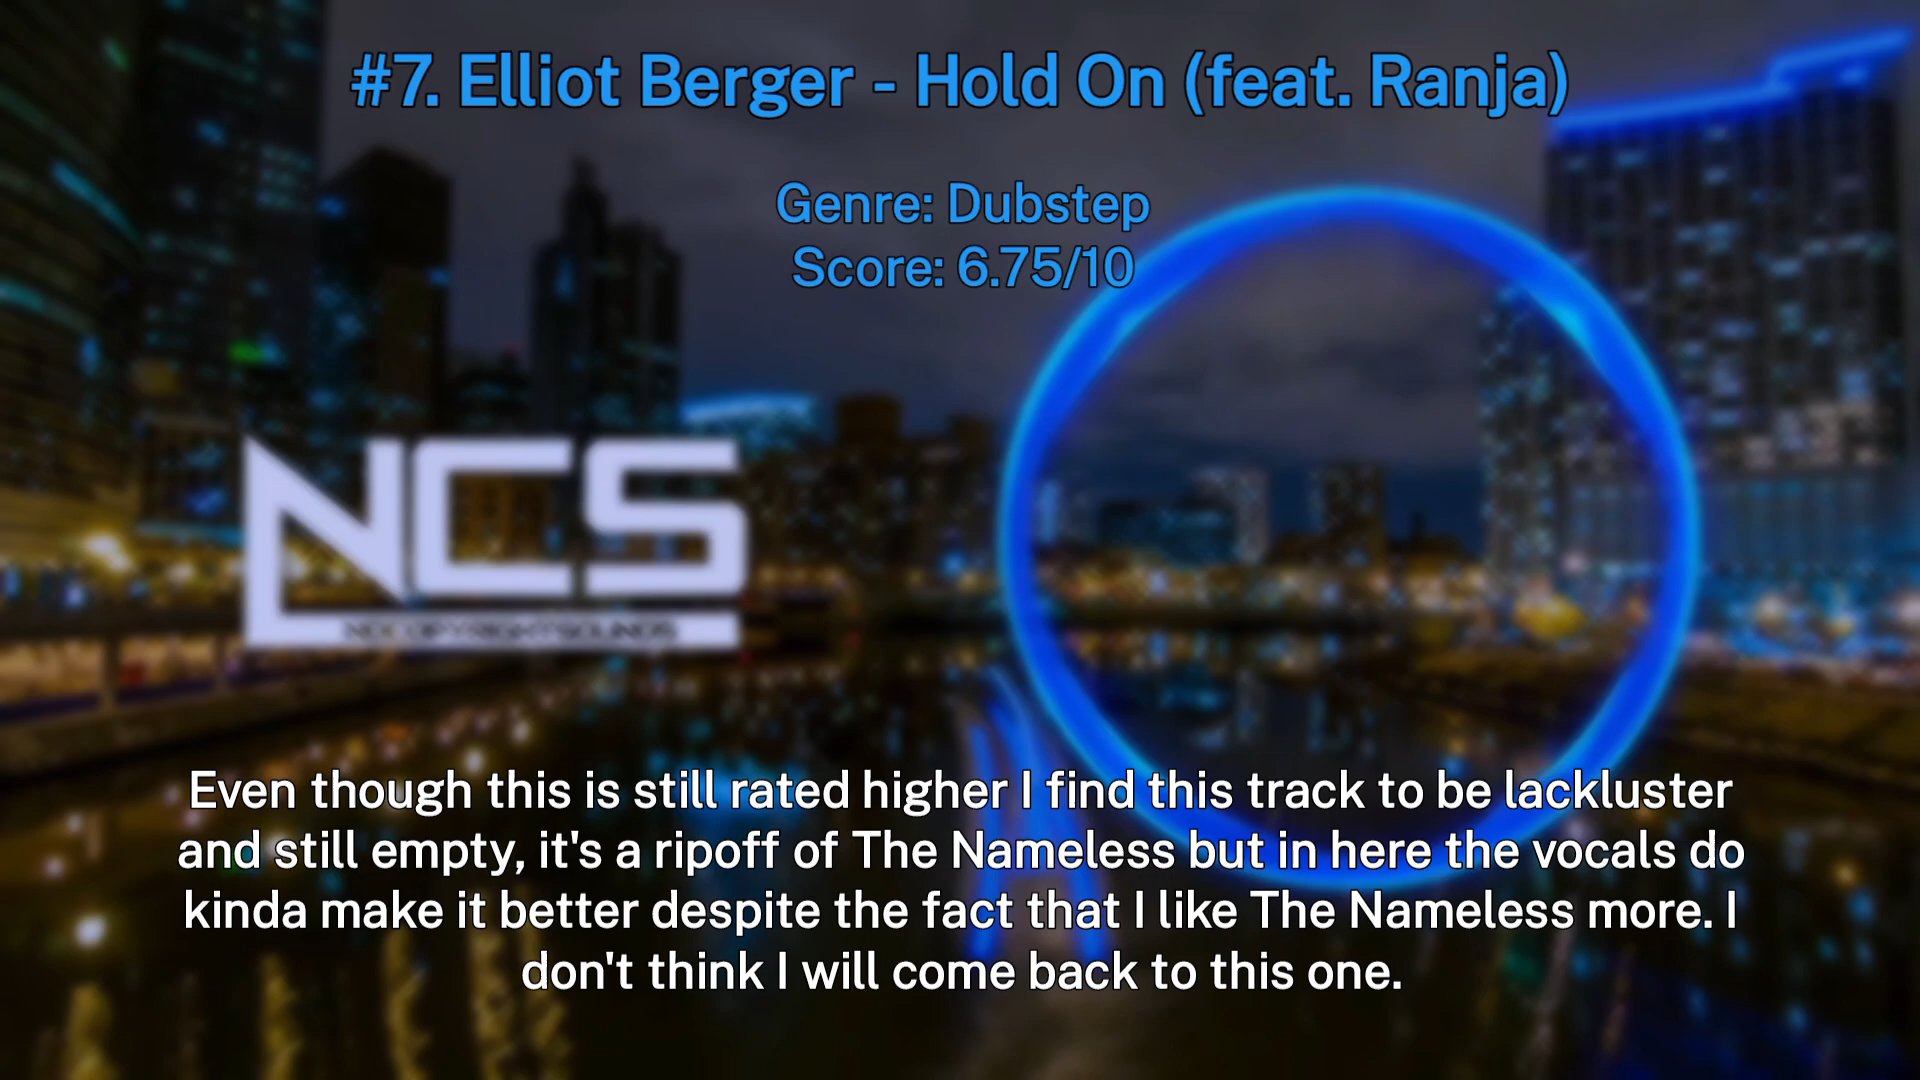 #7. Elliot Berger - Hold On (feat. Ranja)
Genre: Dubstep
Score: 6.75/10
NCS
NOCOPYRIGHTSOUNDS
Even though this is still rated higher I find this track to be lackluster
and still empty, it's a ripoff of The Nameless but in here the vocals do
kinda make it better despite the fact that I like The Nameless more. I
don't think I will come back to this one.